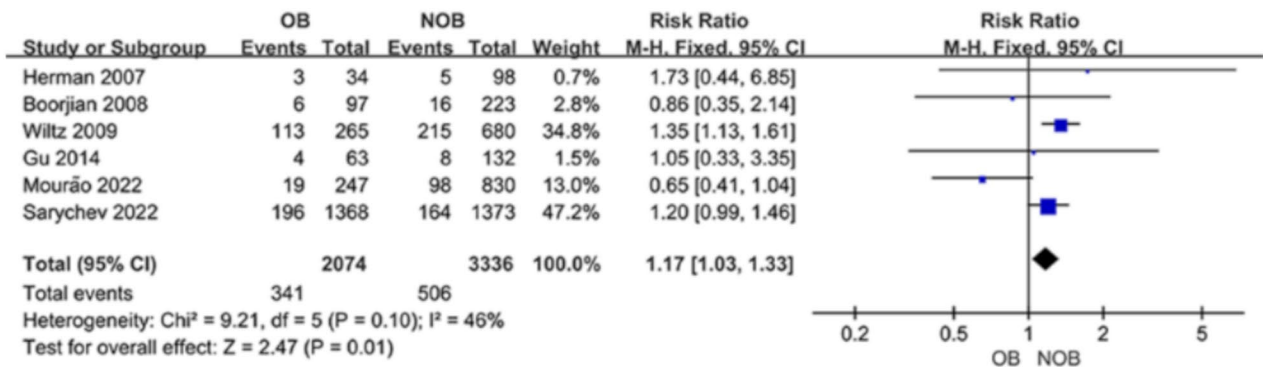 OB NOB Risk Ratio Risk Ratio
Study or Subgroup Events Total Events Total Weight M-H, Fixed, 95% CI M-H, Fixed, 95% CI
Herman 2007 3 34 5 98 0.7% 1.73 [0.44, 6.85]
Boorjian 2008 6 97 16 223 2.8% 0.86 [0.35, 2.14]
Wiltz 2009 113 265 215 680 34.8% 1.35 [1.13, 1.61]
Gu 2014 4 63 8 132 1.5% 1.05 [0.33, 3.35]
Mourão 2022 19 247 98 830 13.0% 0.65 [0.41, 1.04]
Sarychev 2022 196 1368 164 1373 47.2% 1.20 [0.99, 1.46]
Total (95% CI) 2074 3336 100.0% 1.17 [1.03, 1.33]
Total events 341 506
Heterogeneity: Chi² = 9.21, df = 5 (P = 0.10); I² = 46%
Test for overall effect: Z = 2.47 (P = 0.01)
0.2 0.5 1 2 5
OB NOB